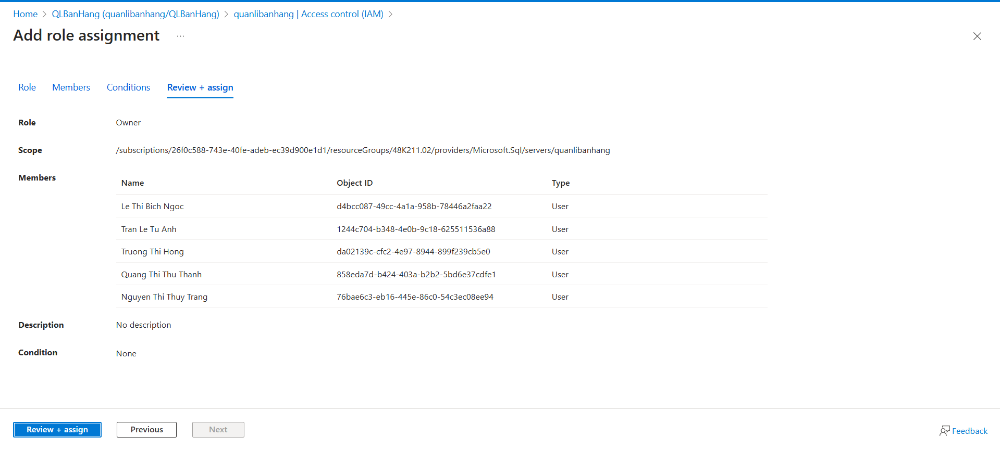 Home > QLBanHang (quanlibanhang/QLBanHang) > quanlibanhang | Access control (IAM) >
Add role assignment ...
Role Members Conditions Review + assign
Role Owner
Scope /subscriptions/26f0c588-743e-40fe-adeb-ec39d900e1d1/resourceGroups/48K211.02/providers/Microsoft.Sql/servers/quanlibanhang
Members
Name Object ID Type
Le Thi Bich Ngoc d4bcc087-49cc-4a1a-958b-78446a2faa22 User
Tran Le Tu Anh 1244c704-b348-4e0b-9c18-625511536a88 User
Truong Thi Hong da02139c-cfc2-4e97-8944-899f239cb5e0 User
Quang Thi Thu Thanh 858eda7d-b424-403a-b2b2-5bd6e37cdfe1 User
Nguyen Thi Thuy Trang 76bae6c3-eb16-445e-86c0-54c3ec08ee94 User
Description No description
Condition None
Review + assign Previous Next Feedback